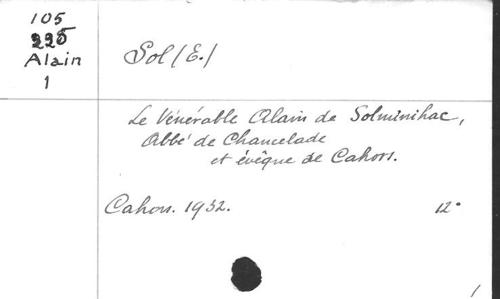 105
225
Alain
1
Sol (E.)
Le Vénérable Alain de Solminihac,
Abbé de Chancelade
et évêque de Cahors.
Cahors. 1932. 12°
1